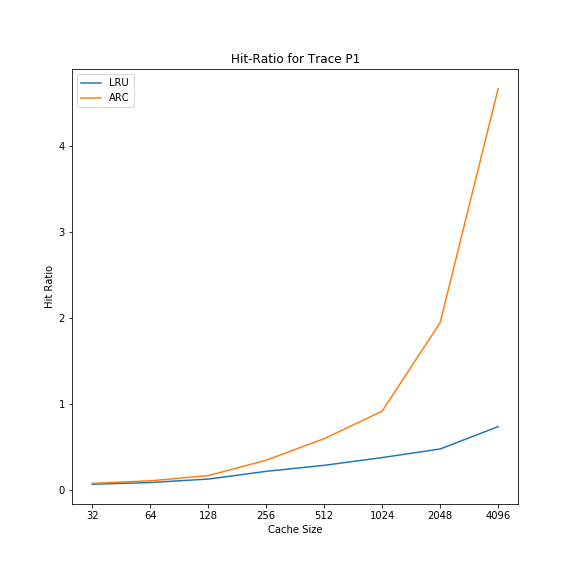 Hit-Ratio for Trace P1
LRU
ARC
Hit Ratio
4
3
2
1
0
32 64 128 256 512 1024 2048 4096
Cache Size